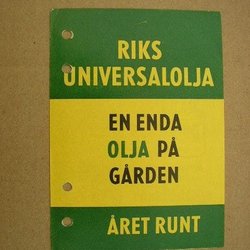 RIKS
UNIVERSALOLJA
EN ENDA
OLJA PÅ
GÅRDEN
ÅRET RUNT